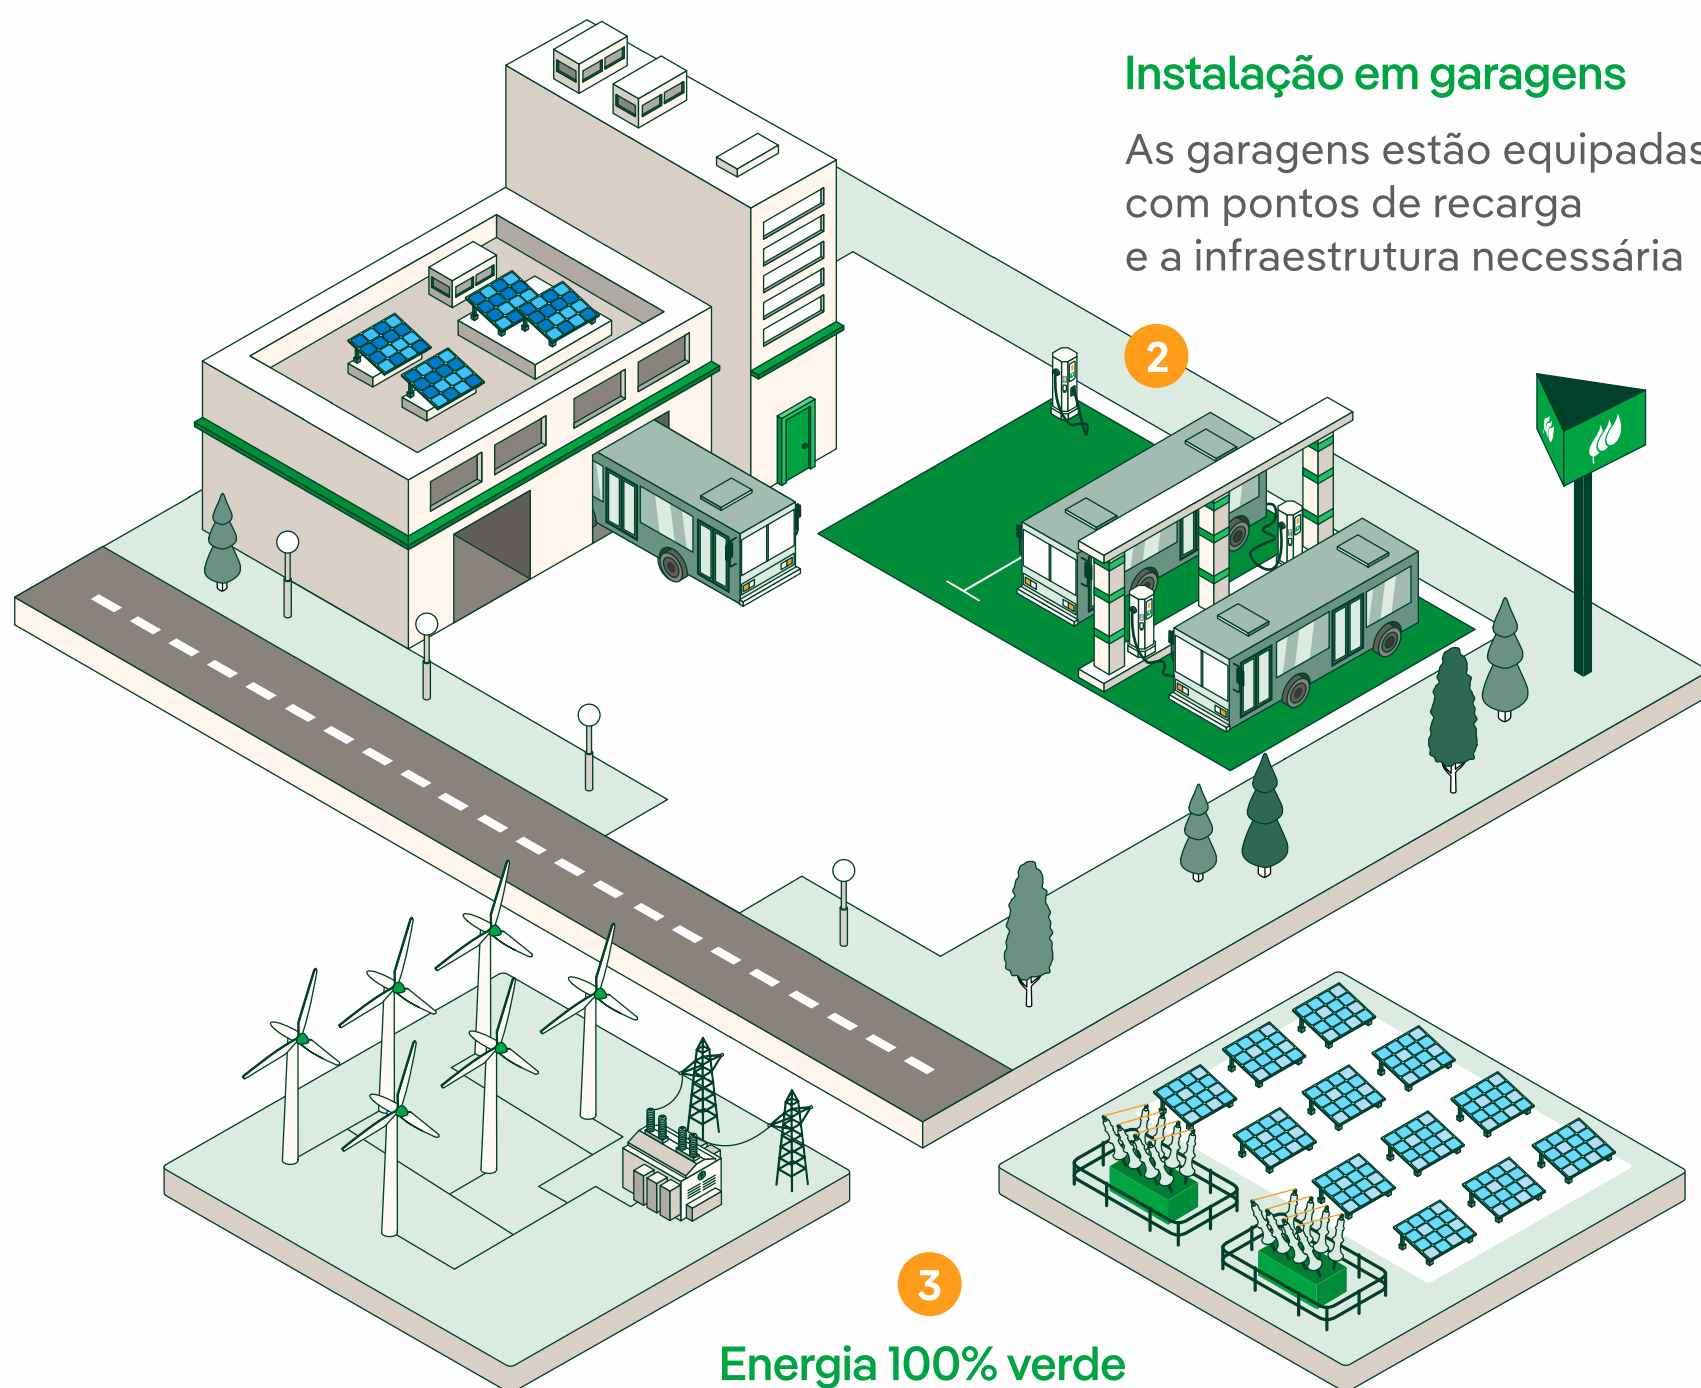 Instalação em garagens
As garagens estão equipadas
com pontos de recarga
e a infraestrutura necessária
2
3
Energia 100% verde